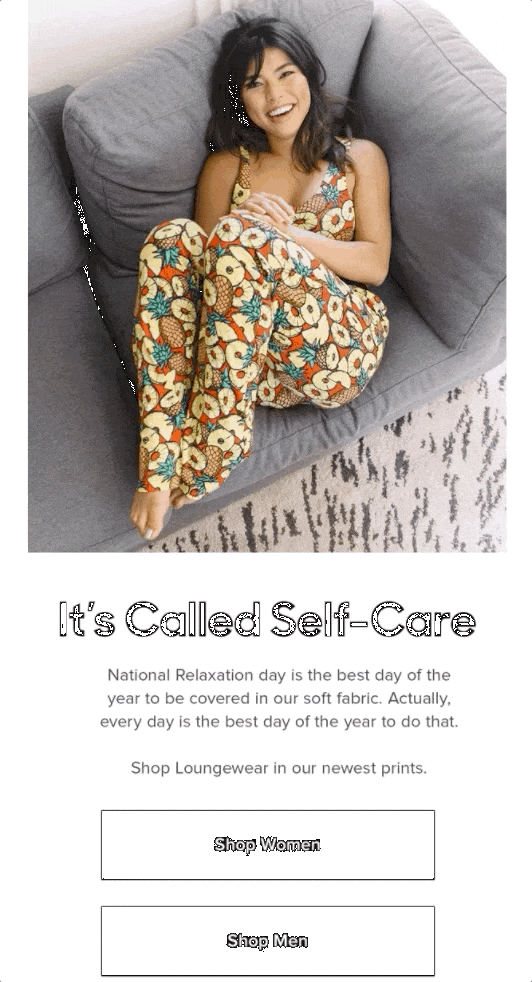 It's Called Self-Care
National Relaxation day is the best day of the
year to be covered in our soft fabric. Actually,
every day is the best day of the year to do that.
Shop Loungewear in our newest prints.
Shop Women
Shop Men